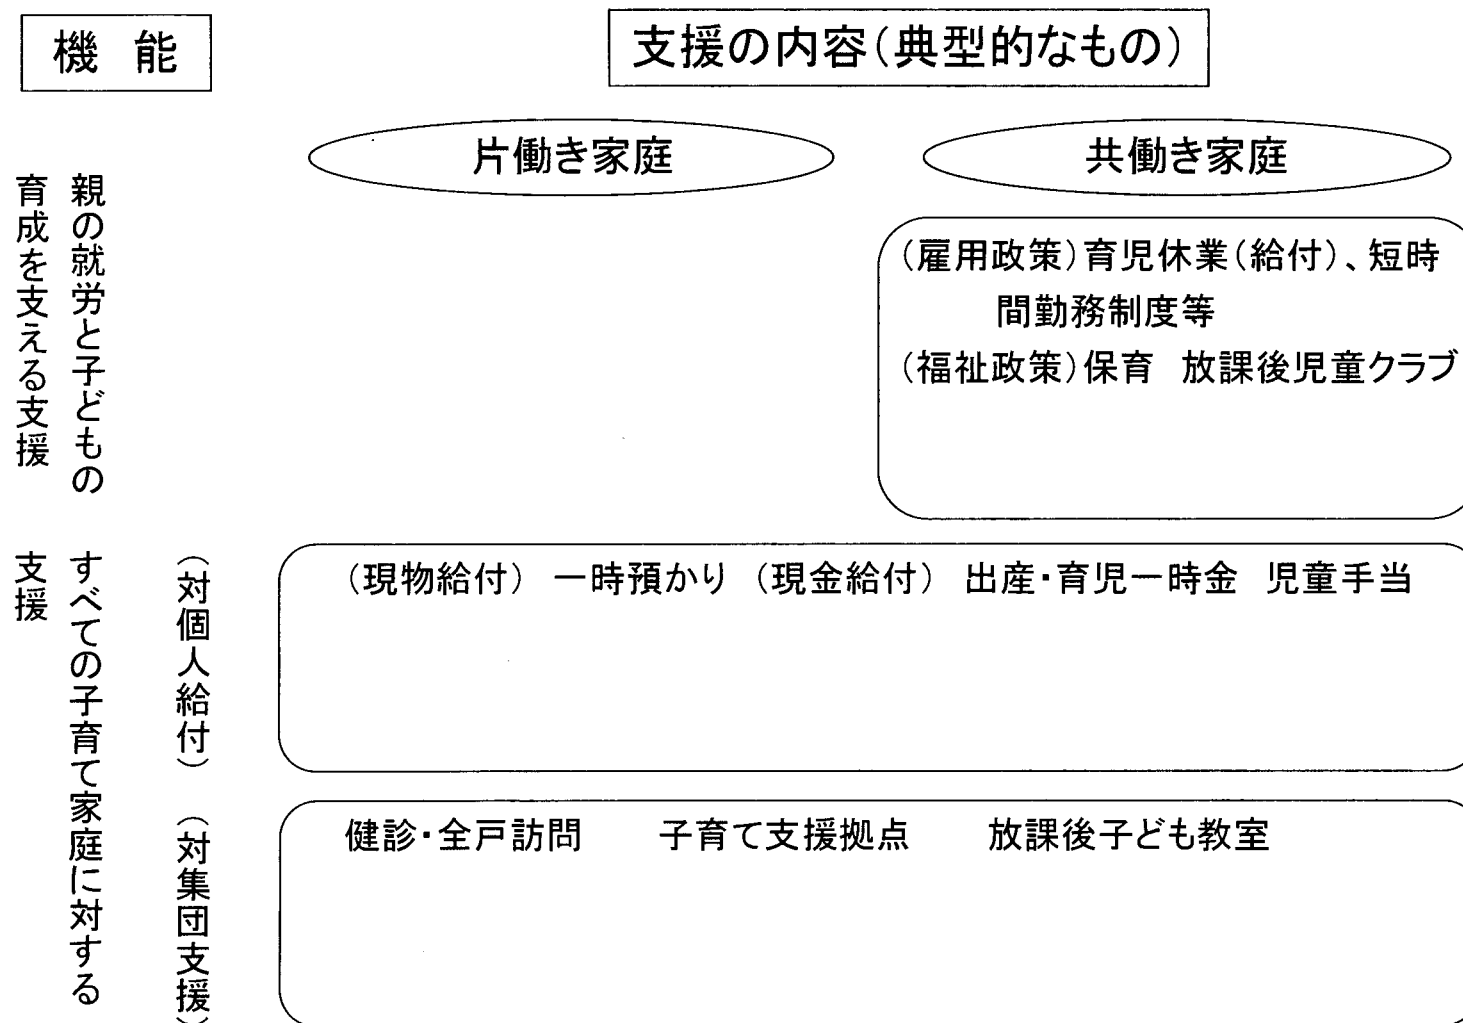 機 能
支援の内容(典型的なもの)
片働き家庭
共働き家庭
親の就労と子どもの
育成を支える支援
(雇用政策)育児休業(給付)、短時
間勤務制度等
(福祉政策)保育 放課後児童クラブ
すべての子育て家庭に対する
支援
(対個人給付)
(現物給付) 一時預かり (現金給付) 出産・育児一時金 児童手当
(対集団支援)
健診・全戸訪問 子育て支援拠点 放課後子ども教室